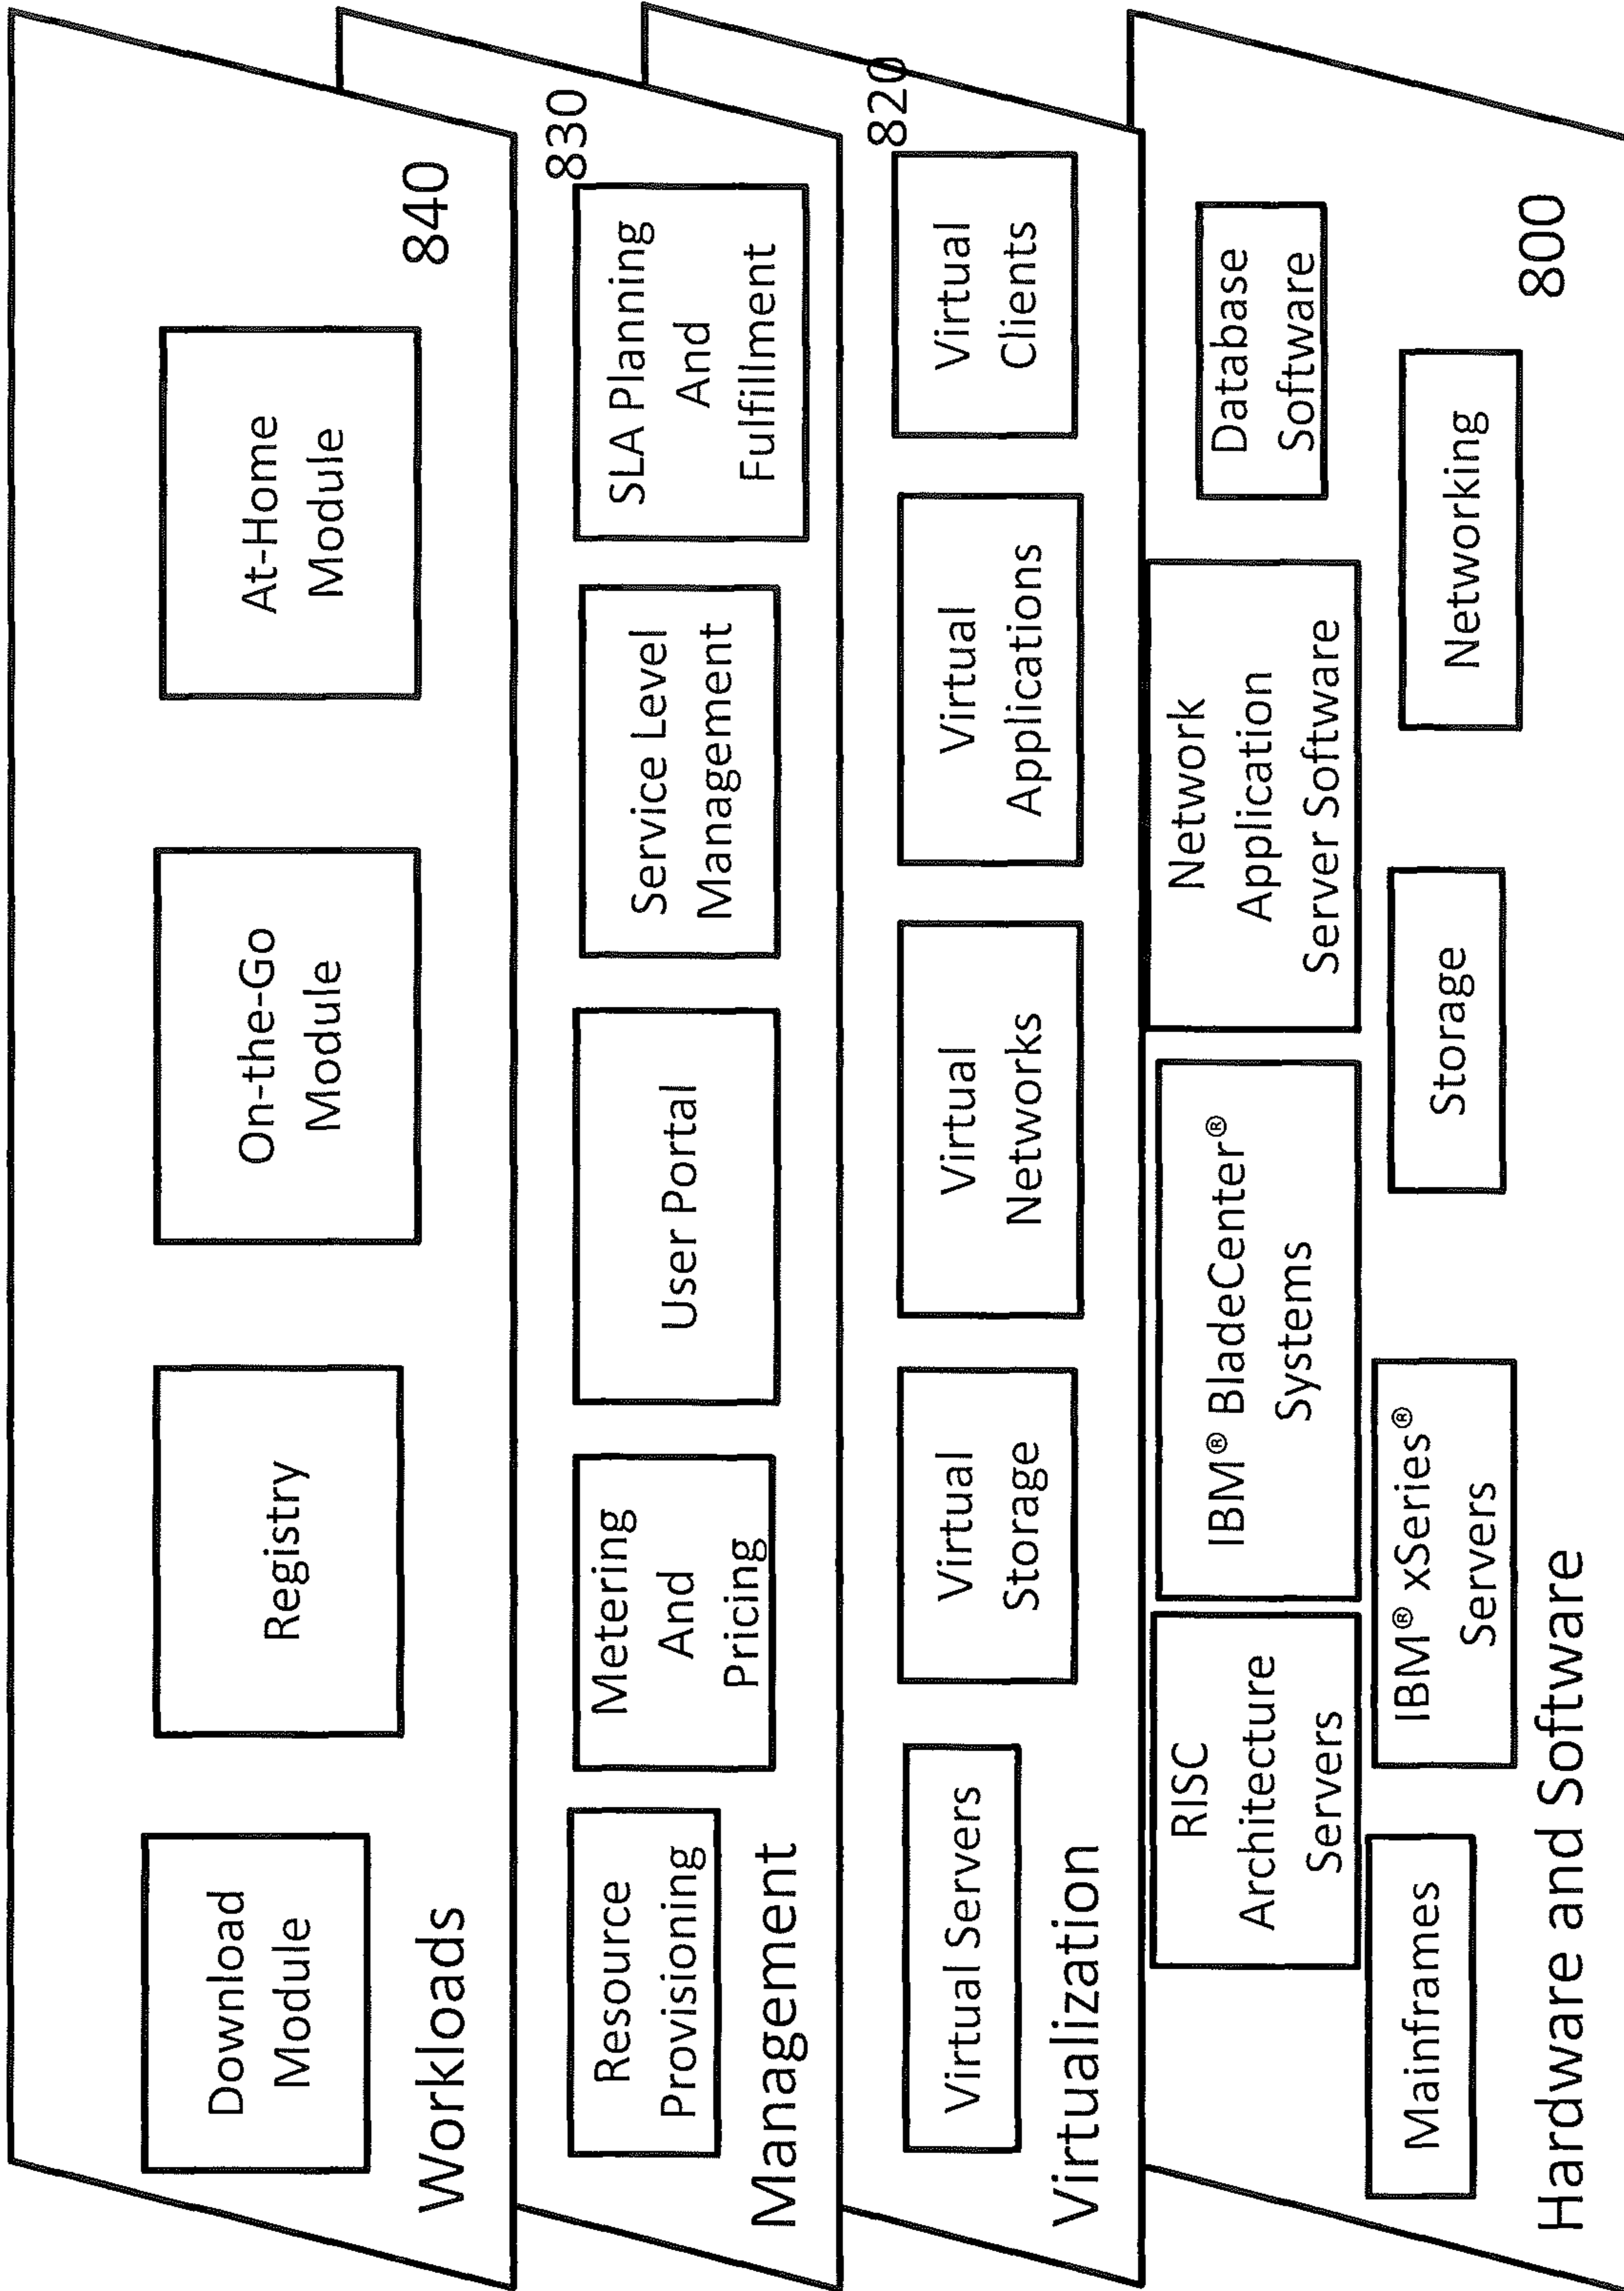 Download
Module
Registry
On-the-Go
Module
At-Home
Module
Workloads
840
Resource
Provisioning
Metering
And
Pricing
User Portal
Service Level
Management
SLA Planning
And
Fulfillment
830
Management
Virtual Servers
Virtual
Storage
Virtual
Networks
Virtual
Applications
Virtual
Clients
820
Virtualization
RISC
Architecture
Servers
IBM® BladeCenter®
Systems
Network
Application
Server Software
Database
Software
Mainframes
IBM® xSeries®
Servers
Storage
Networking
Hardware and Software
800